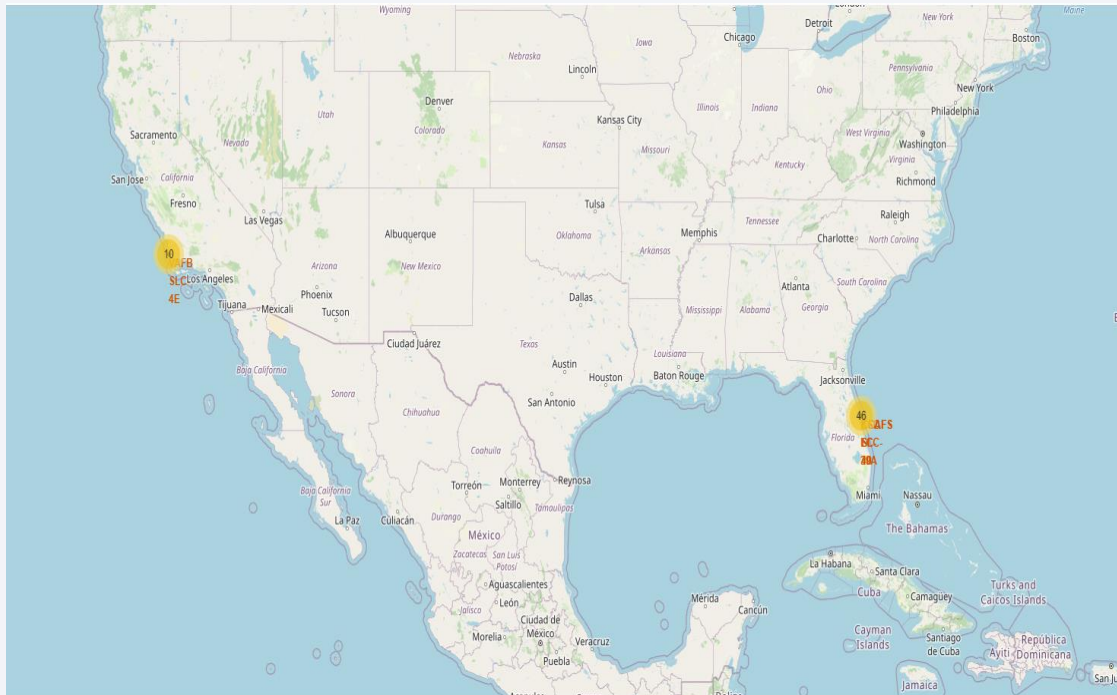 Wyoming
London
New York
Maine
Detroit
Chicago
Boston
Iowa
Nebraska
Lincoln
Pennsylvania
New York
Ohio
Illinois
Indiana
Denver
Utah
Colorado
Philadelphia
Kansas City
Sacramento
Nevada
West Virginia
Washington
Kansas
Missouri
Virginia
Kentucky
San Jose
California
Fresno
Richmond
Tulsa
Las Vegas
Tennessee
Raleigh
Albuquerque
Oklahoma
Memphis
Charlotte
North Carolina
Arkansas
10
AFB
Arizona
New Mexico
Los Angeles
SLC-
4E
Phoenix
Atlanta
South Carolina
Tijuana
Mexicali
Tucson
Dallas
Mississippi
Alabama
Georgia
Ciudad Juárez
Texas
Louisiana
Austin
Baton Rouge
Baja California
Houston
Jacksonville
Sonora
San Antonio
Chihuahua
46
AFS
Florida
Coahuila
Torreón
Monterrey
Reynosa
Baja California
Sur
Saltillo
Miami
Nassau
Tamaulipas
La Paz
Culiacán
Durango
The Bahamas
México
Zacatecas
San Luis
Potosí
La Habana
Santa Clara
Aguascalientes
Cuba
Camagüey
Turks and
Caicos Islands
León
Jalisco
Mérida
Cancún
Ciudad de
México
Cayman
Islands
Santiago
de Cuba
Morelia
Veracruz
República
Dominicana
Ayiti
Puebla
San Ju
Jamaica